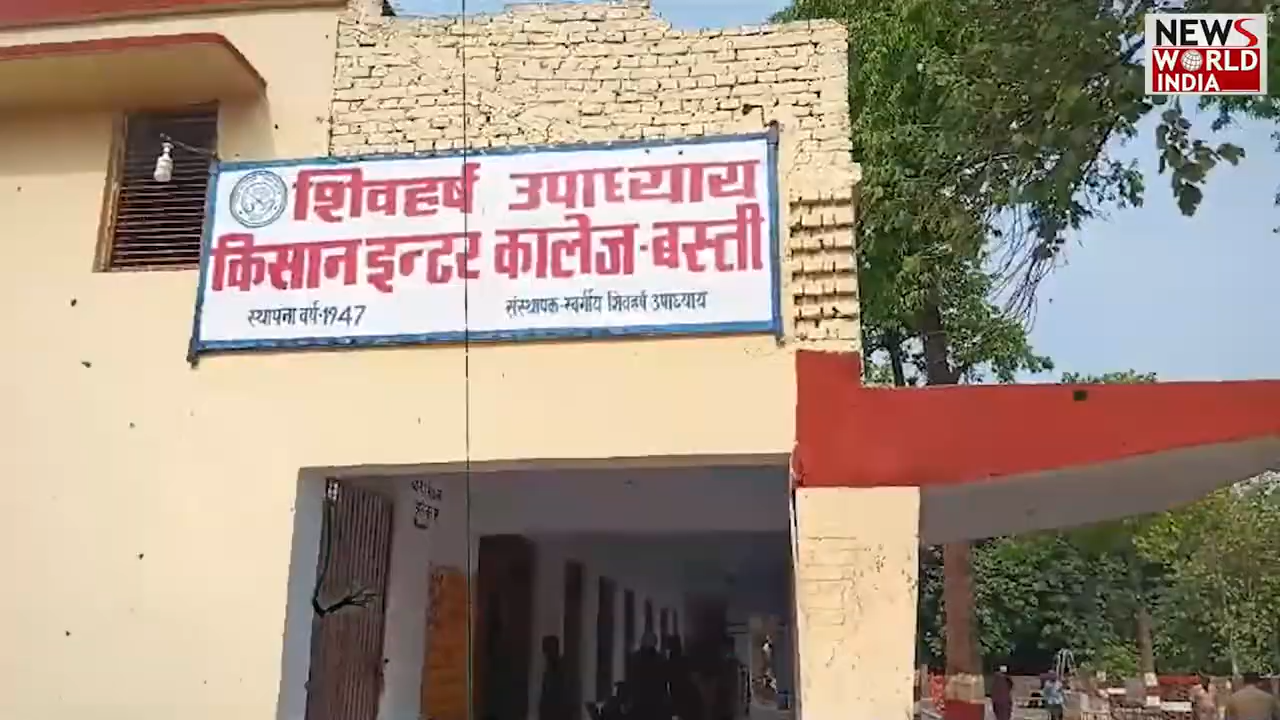 NEWS
WORLD
INDIA
शिवहर्ष उपाध्याय
किसान इन्टर कालेज-बस्ती
स्थापना वर्ष-1947
संस्थापक-स्वर्गीय शिवहर्ष उपाध्याय